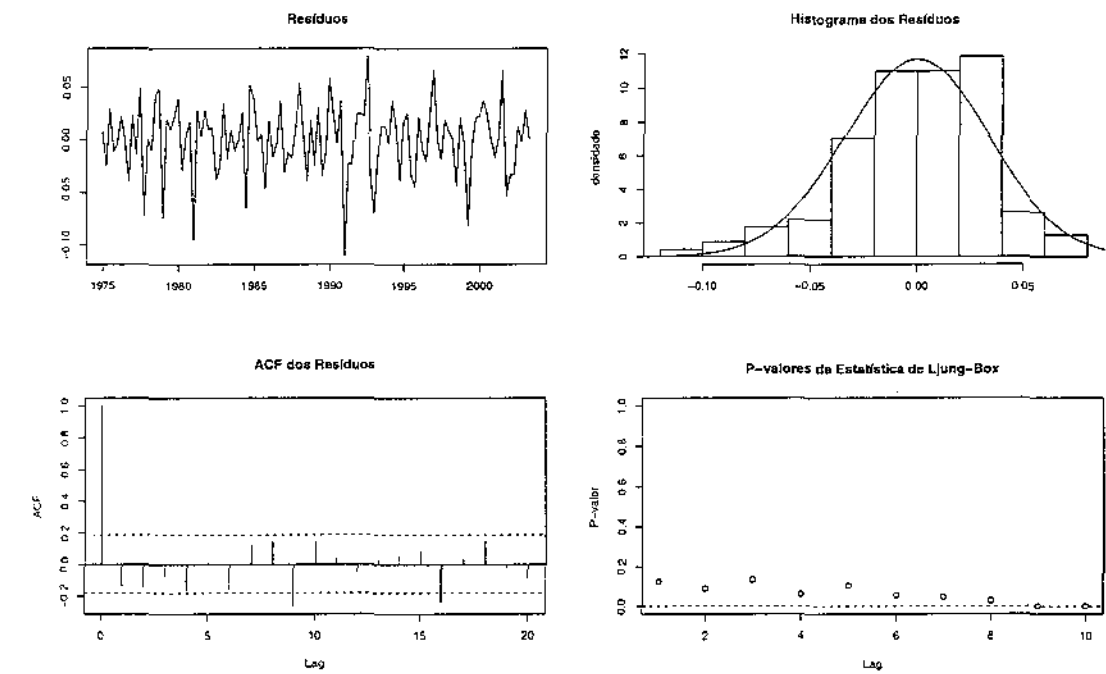 Resíduos
0.05
0.00
0.05
-0.10
1975 1980 1985 1990 1995 2000
Histograma dos Resíduos
densidade
12
10
8
6
4
2
0
-0.10 -0.05 0.00 0.05
ACF dos Resíduos
ACF
1.0
0.8
0.6
0.4
0.2
0.0
-0.2
0 5 10 15 20
Lag
P-valores da Estatística de Ljung-Box
P-valor
1.0
0.8
0.6
0.4
0.2
0.0
2 4 6 8 10
Lag